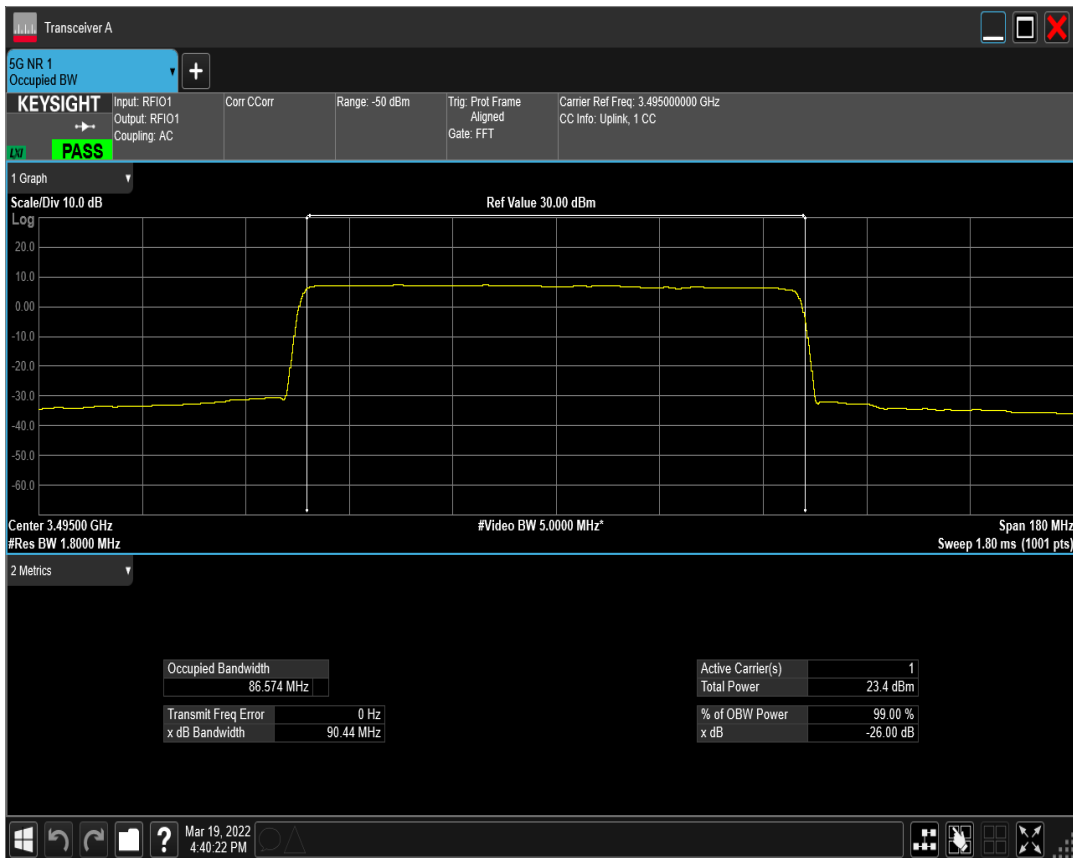 Transceiver A
5G NR 1
Occupied BW
+
KEYSIGHT
LXI
PASS
Input: RFIO1
Output: RFIO1
Coupling: AC
Corr CCorr
Range: -50 dBm
Trig: Prot Frame
Aligned
Gate: FFT
Carrier Ref Freq: 3.495000000 GHz
CC Info: Uplink, 1 CC
1 Graph
Scale/Div 10.0 dB
Ref Value 30.00 dBm
Log
20.0
10.0
0.00
-10.0
-20.0
-30.0
-40.0
-50.0
-60.0
Center 3.49500 GHz
#Video BW 5.0000 MHz*
Span 180 MHz
#Res BW 1.8000 MHz
Sweep 1.80 ms (1001 pts)
2 Metrics
Occupied Bandwidth
86.574 MHz
Transmit Freq Error 0 Hz
x dB Bandwidth 90.44 MHz
Active Carrier(s) 1
Total Power 23.4 dBm
% of OBW Power 99.00 %
x dB -26.00 dB
?
Mar 19, 2022
4:40:22 PM